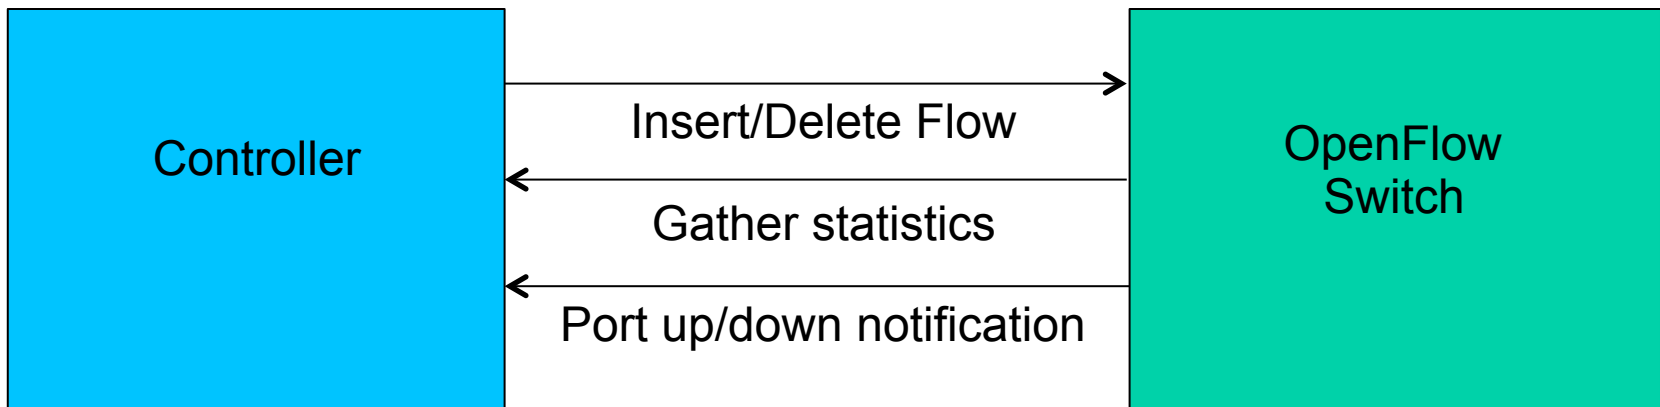 Controller
Insert/Delete Flow
Gather statistics
Port up/down notification
OpenFlow
Switch